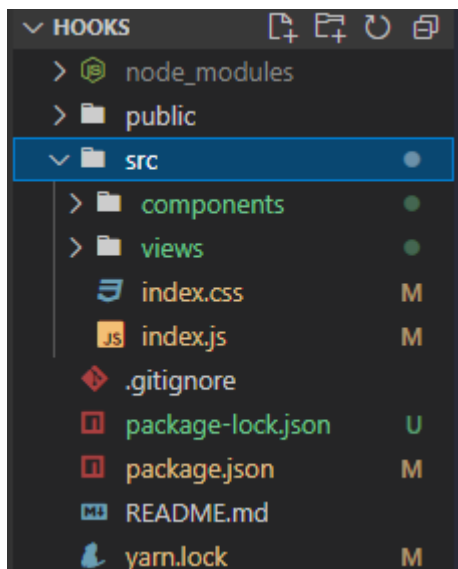 HOOKS
node_modules
public
src
components
views
index.css M
JS index.js M
.gitignore
package-lock.json U
package.json M
M README.md
yarn.lock M